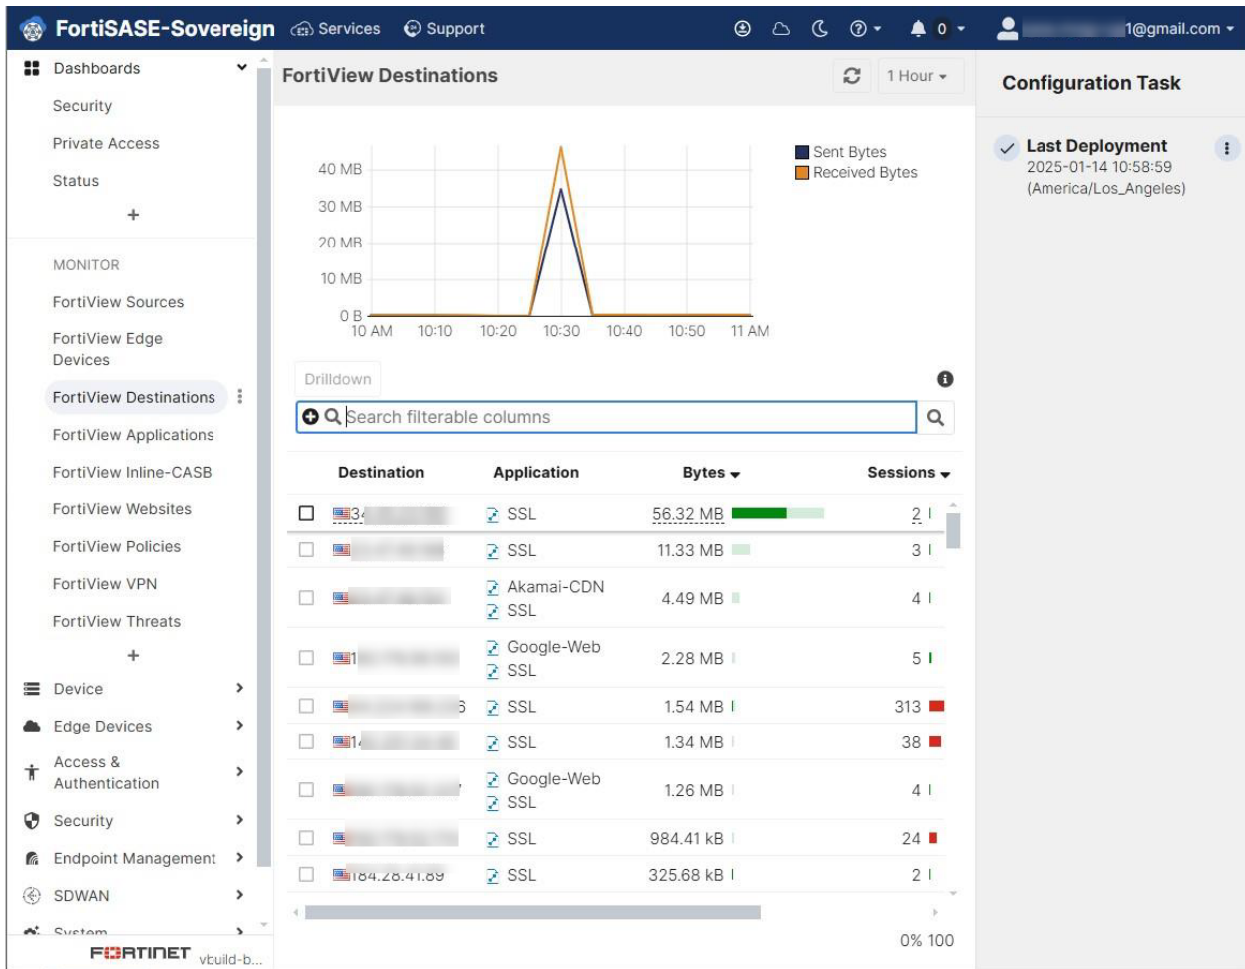 FortiSASE-Sovereign
Services
Support
0
1@gmail.com
Dashboards
Security
Private Access
Status
+
MONITOR
FortiView Sources
FortiView Edge
Devices
FortiView Destinations
FortiView Applications
FortiView Inline-CASB
FortiView Websites
FortiView Policies
FortiView VPN
FortiView Threats
+
Device
Edge Devices
Access &
Authentication
Security
Endpoint Management
SDWAN
System
FORTINET
FortiView Destinations
1 Hour
Sent Bytes
Received Bytes
40 MB
30 MB
20 MB
10 MB
0 B
10 AM 10:10 10:20 10:30 10:40 10:50 11 AM
Drilldown
Search filterable columns
Destination Application Bytes Sessions
SSL 56.32 MB 2
SSL 11.33 MB 3
Akamai-CDN
SSL
4.49 MB 4
Google-Web
SSL
2.28 MB 5
SSL 1.54 MB 313
SSL 1.34 MB 38
Google-Web
SSL
1.26 MB 4
SSL 984.41 kB 24
184.28.41.89 SSL 325.68 kB 2
0% 100
Configuration Task
Last Deployment
2025-01-14 10:58:59
(America/Los_Angeles)